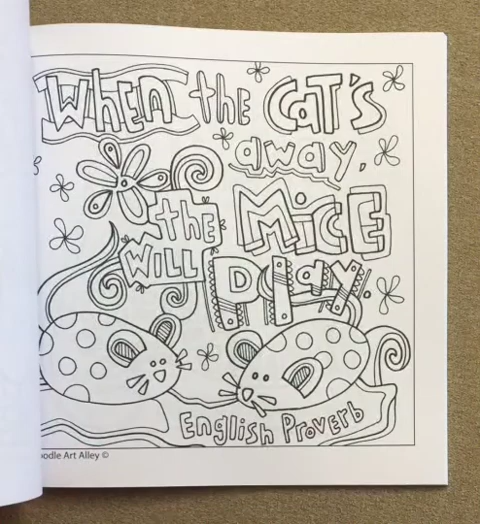 When the CaT's
away,
the MiCE
WiLL Play.
English Proverb
oodle Art Alley ©